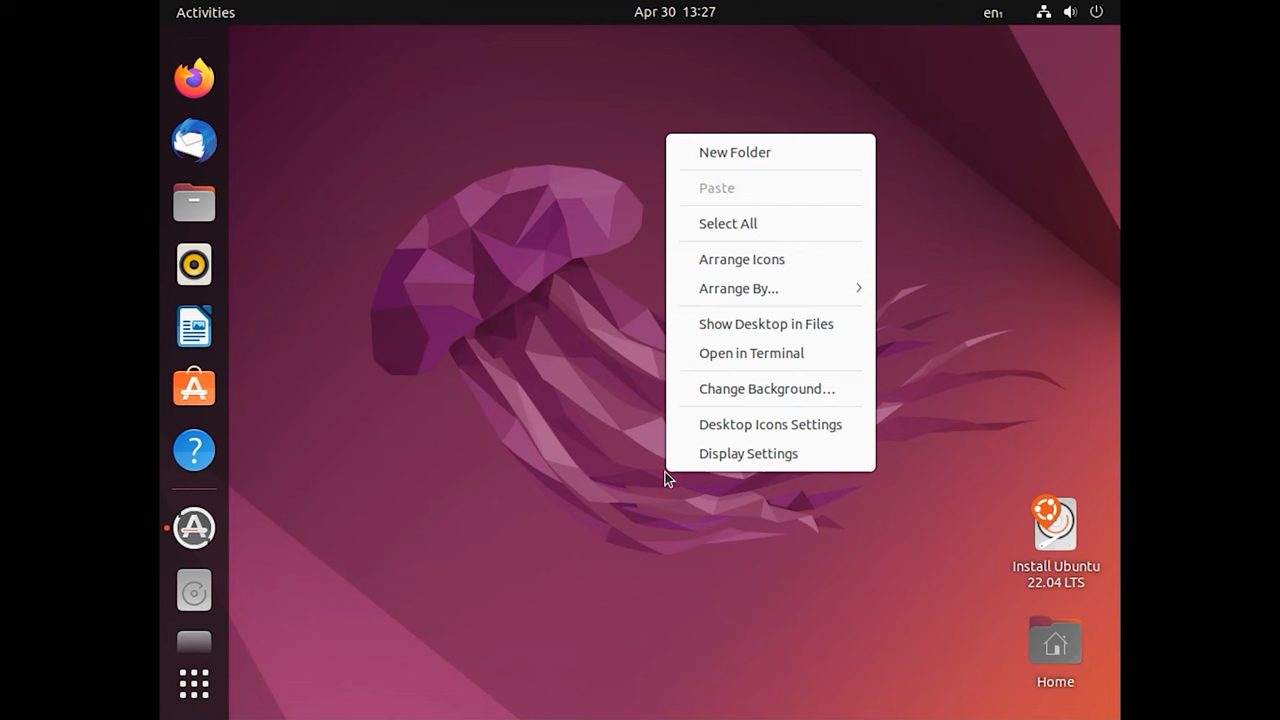 Activities
Apr 30 13:27
en₁
New Folder
Paste
Select All
Arrange Icons
Arrange By...
Show Desktop in Files
Open in Terminal
Change Background…
Desktop Icons Settings
Display Settings
Install Ubuntu
22.04 LTS
Home